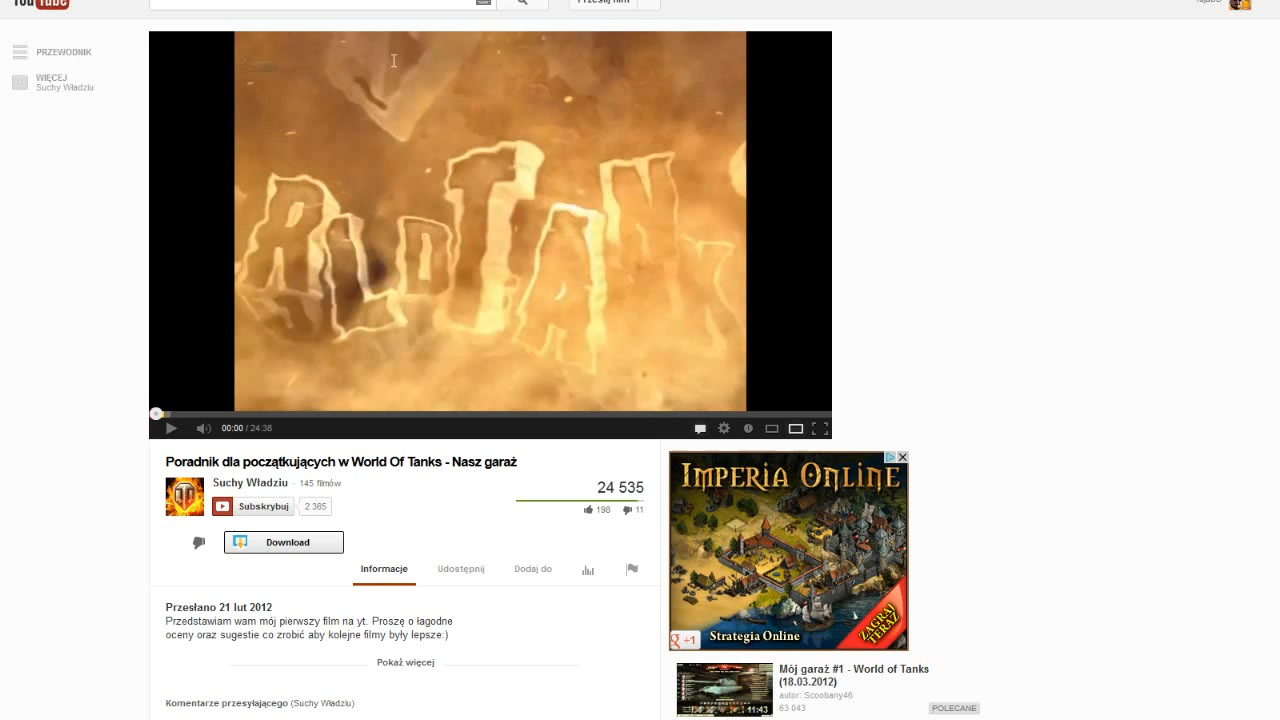 YouTube
Prześlij film
PRZEWODNIK
WIĘCEJ
Suchy Władziu
00:00 / 24:38
Poradnik dla początkujących w World Of Tanks - Nasz garaż
Suchy Władziu · 145 filmów
Subskrybuj
2 365
24 535
198
11
Download
Informacje
Udostępnij
Dodaj do
Przesłano 21 lut 2012
Przedstawiam wam mój pierwszy film na yt. Proszę o łagodne
oceny oraz sugestie co zrobić aby kolejne filmy były lepsze:)
Pokaż więcej
Komentarze przesyłającego (Suchy Władziu)
IMPERIA ONLINE
ZAGRAJ
TERAZ
g +1
Strategia Online
Mój garaż #1 - World of Tanks
(18.03.2012)
autor: Scoobany46
63 043
POLECANE
11:43